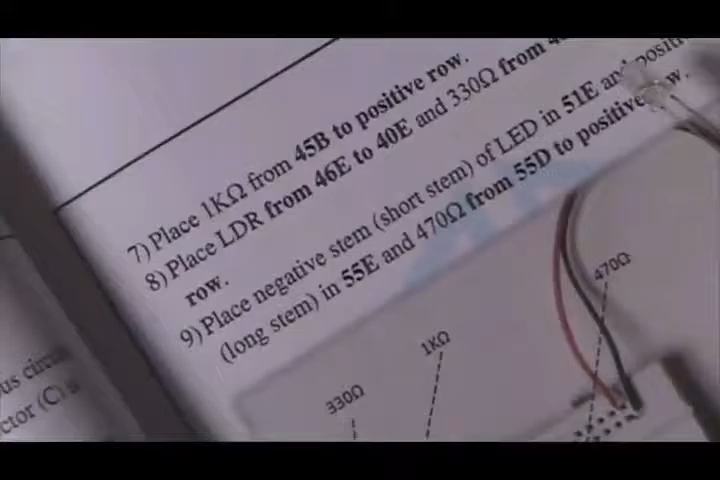 7) Place 1KΩ from 45B to positive row.
8) Place LDR from 46E to 40E and 330Ω from
row.
9) Place negative stem (short stem) of LED in 51E and
(long stem) in 55E and 470Ω from 55D to positive
470Ω
1KΩ
330Ω